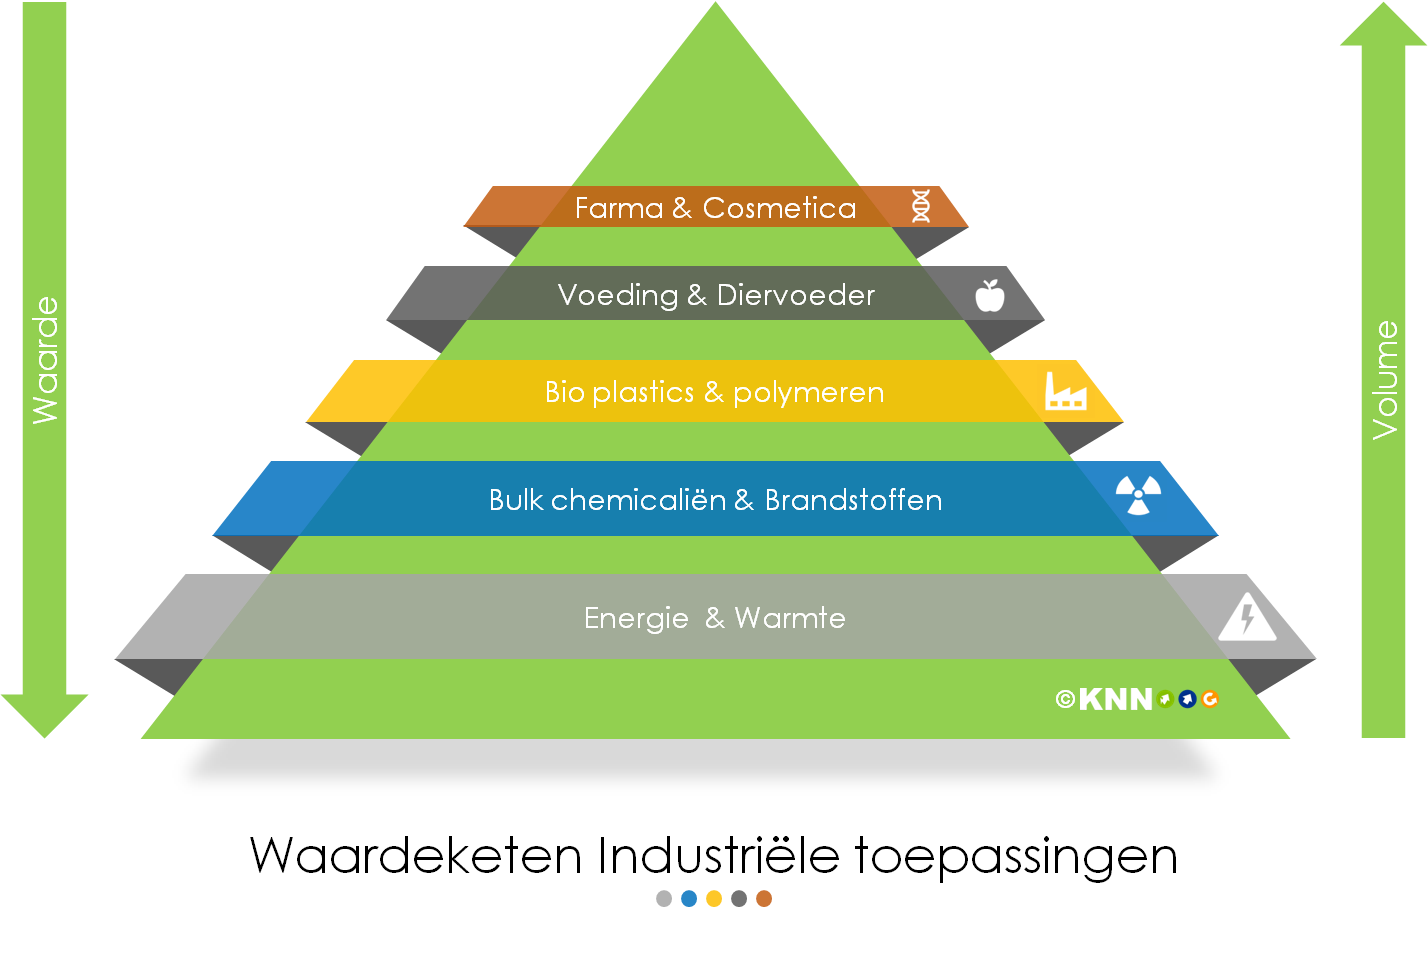 Waarde
Volume
Farma & Cosmetica
Voeding & Diervoeder
Bio plastics & polymeren
Bulk chemicaliën & Brandstoffen
Energie & Warmte
©KNN
Waardeketen Industriële toepassingen